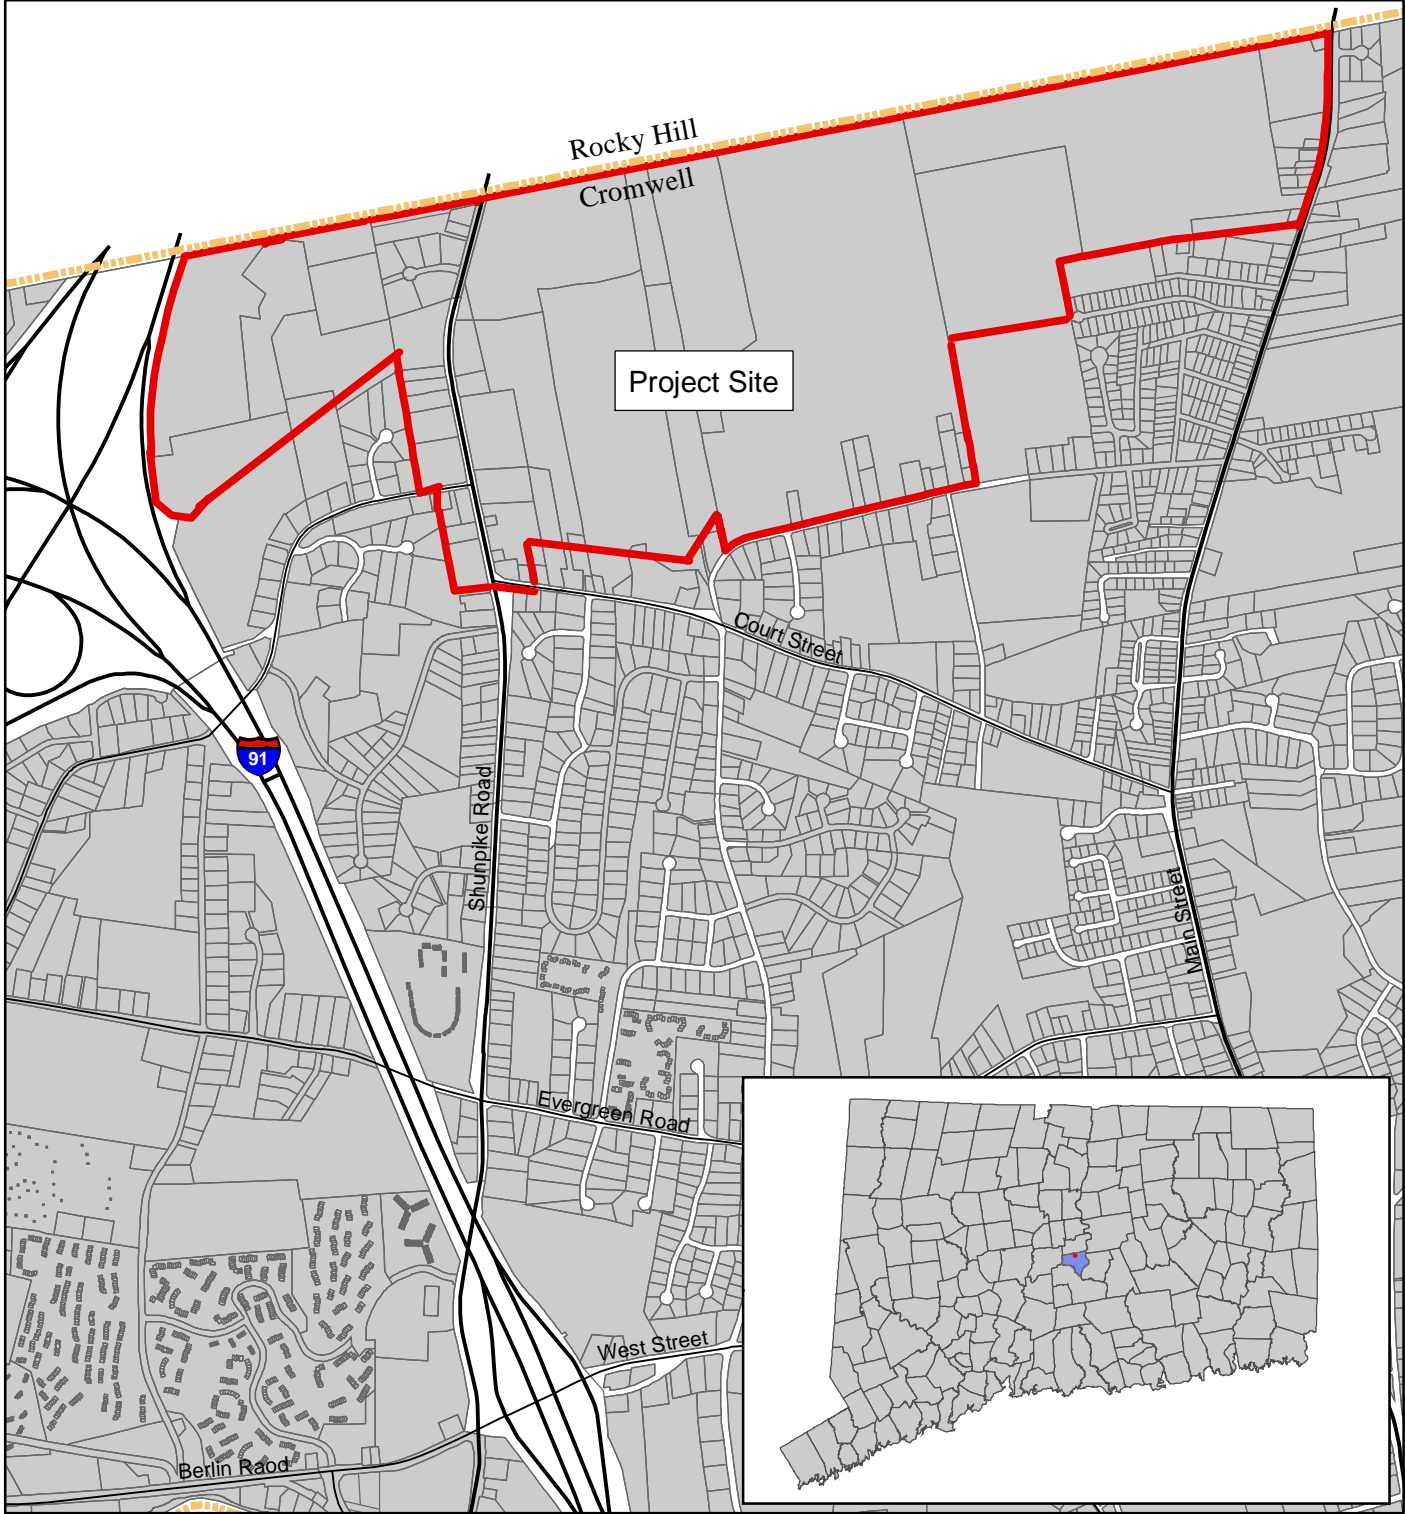 Rocky Hill
Cromwell
Project Site
Court Street
91
Shunpike Road
Main Street
Evergreen Road
West Street
Berlin Raod